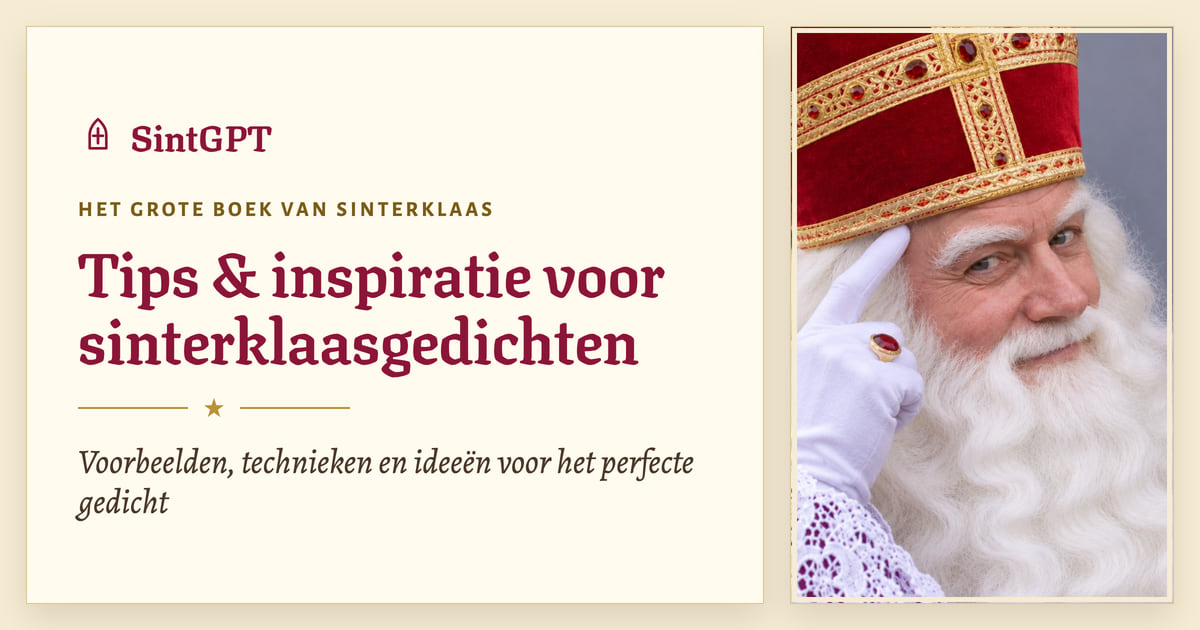 SintGPT
HET GROTE BOEK VAN SINTERKLAAS
Tips & inspiratie voor
sinterklaasgedichten
Voorbeelden, technieken en ideeën voor het perfecte
gedicht